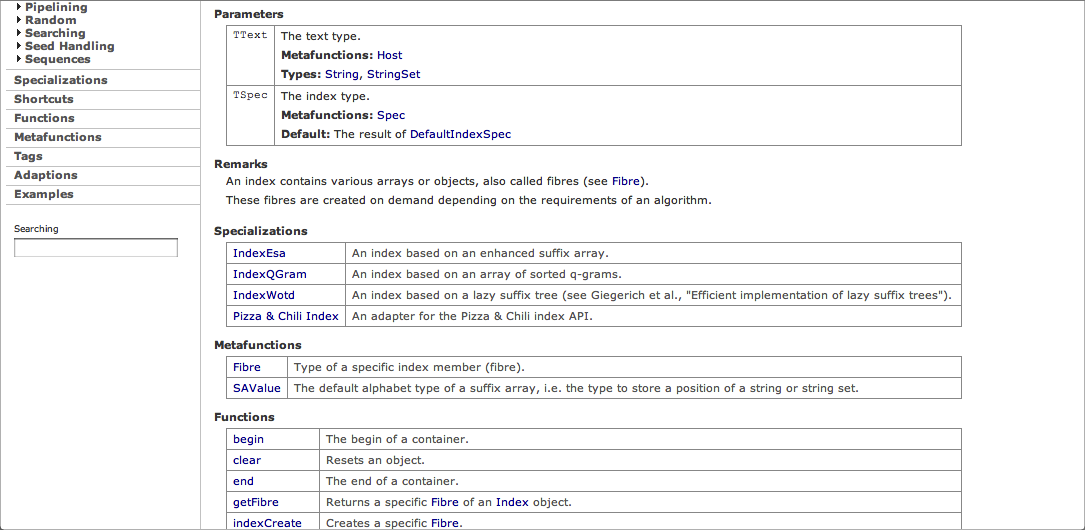 Pipelining
Random
Searching
Seed Handling
Sequences
Specializations
Shortcuts
Functions
Metafunctions
Tags
Adaptions
Examples
Searching
Parameters
TText The text type.
Metafunctions: Host
Types: String, StringSet
TSpec The index type.
Metafunctions: Spec
Default: The result of DefaultIndexSpec
Remarks
An index contains various arrays or objects, also called fibres (see Fibre).
These fibres are created on demand depending on the requirements of an algorithm.
Specializations
IndexEsa An index based on an enhanced suffix array.
IndexQGram An index based on an array of sorted q-grams.
IndexWotd An index based on a lazy suffix tree (see Giegerich et al., "Efficient implementation of lazy suffix trees").
Pizza & Chili Index An adapter for the Pizza & Chili index API.
Metafunctions
Fibre Type of a specific index member (fibre).
SAValue The default alphabet type of a suffix array, i.e. the type to store a position of a string or string set.
Functions
begin The begin of a container.
clear Resets an object.
end The end of a container.
getFibre Returns a specific Fibre of an Index object.
indexCreate Creates a specific Fibre.